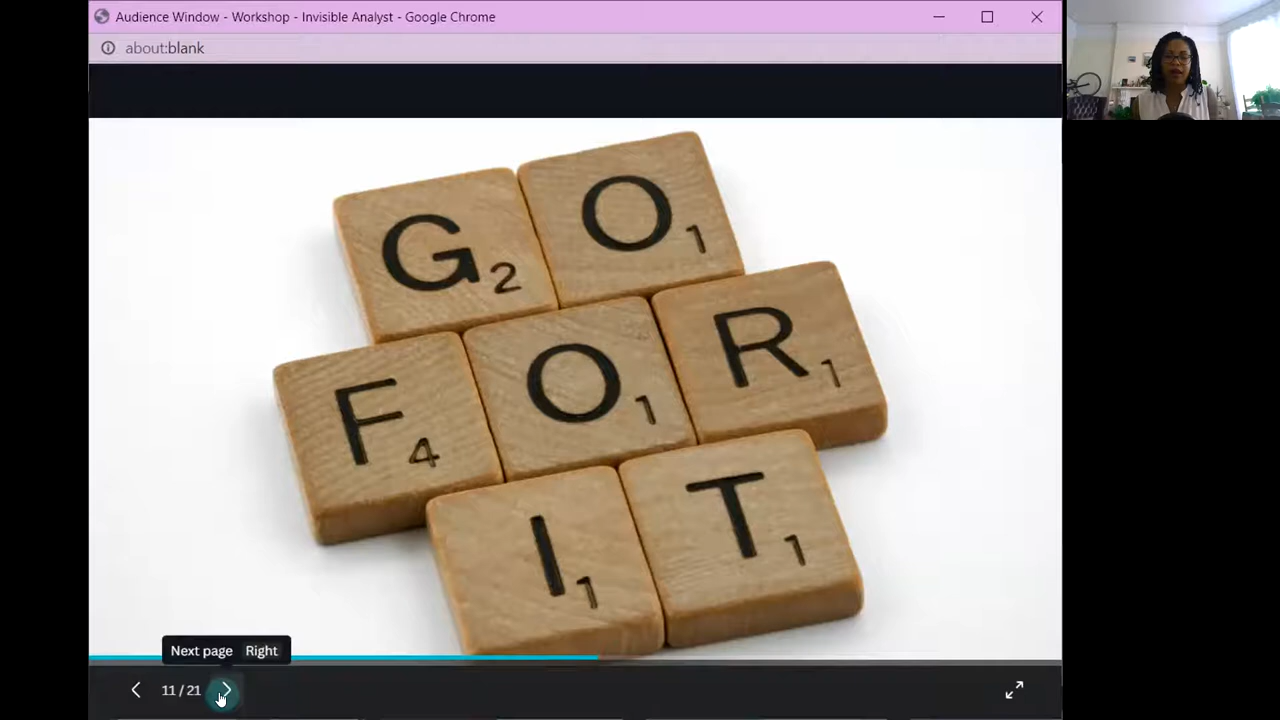 Audience Window - Workshop - Invisible Analyst - Google Chrome
about:blank
G2 O1
F4 O1 R1
I1 T1
Next page Right
11 / 21